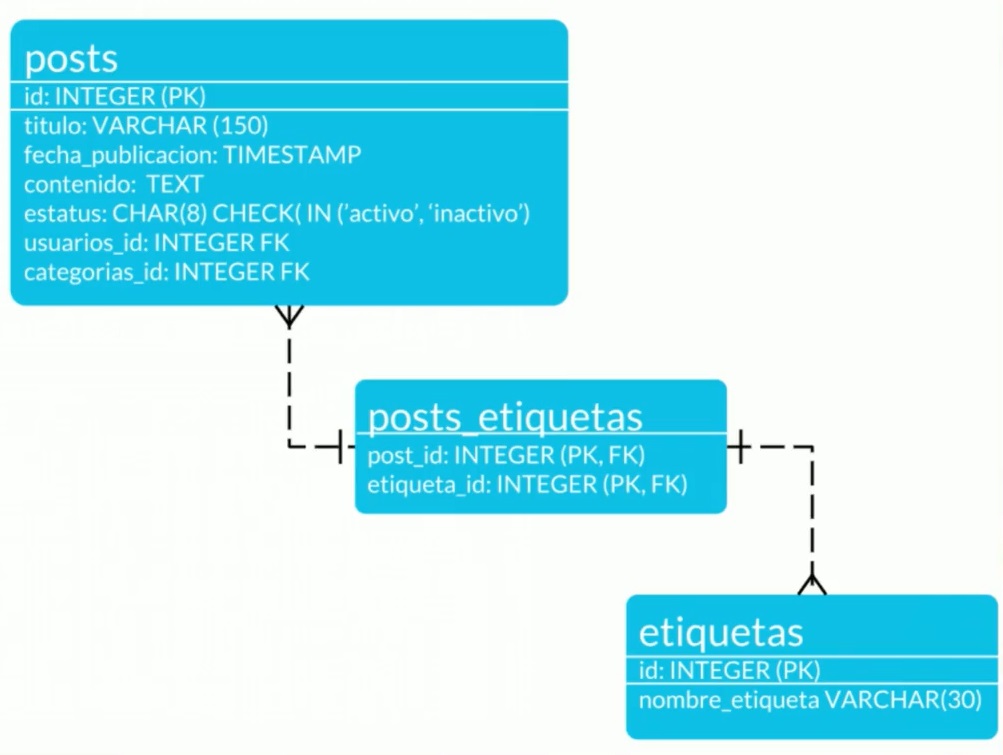 posts
id: INTEGER (PK)
titulo: VARCHAR (150)
fecha_publicacion: TIMESTAMP
contenido: TEXT
estatus: CHAR(8) CHECK( IN (’activo’, ‘inactivo’)
usuarios_id: INTEGER FK
categorias_id: INTEGER FK
posts_etiquetas
post_id: INTEGER (PK, FK)
etiqueta_id: INTEGER (PK, FK)
etiquetas
id: INTEGER (PK)
nombre_etiqueta VARCHAR(30)